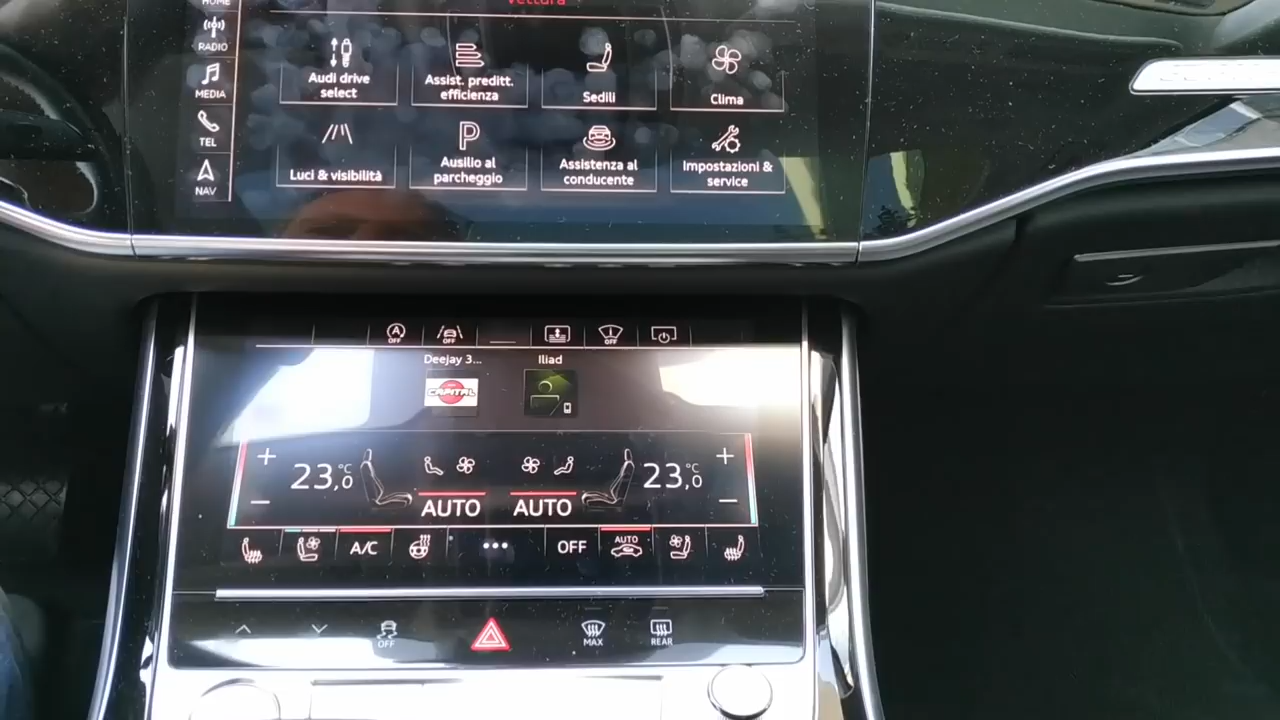 HOME
Vettura
RADIO
MEDIA
TEL
NAV
Audi drive
select
Assist. preditt.
efficienza
Sedili
Clima
Luci & visibilità
P
Ausilio al
parcheggio
Assistenza al
conducente
Impostazioni &
service
A
OFF
OFF
OFF
Deejay 3...
Iliad
CAPITAL
+
23,0 °C
+
23,0 °C
−
AUTO
AUTO
−
A/C
...
OFF
AUTO
OFF
MAX
REAR